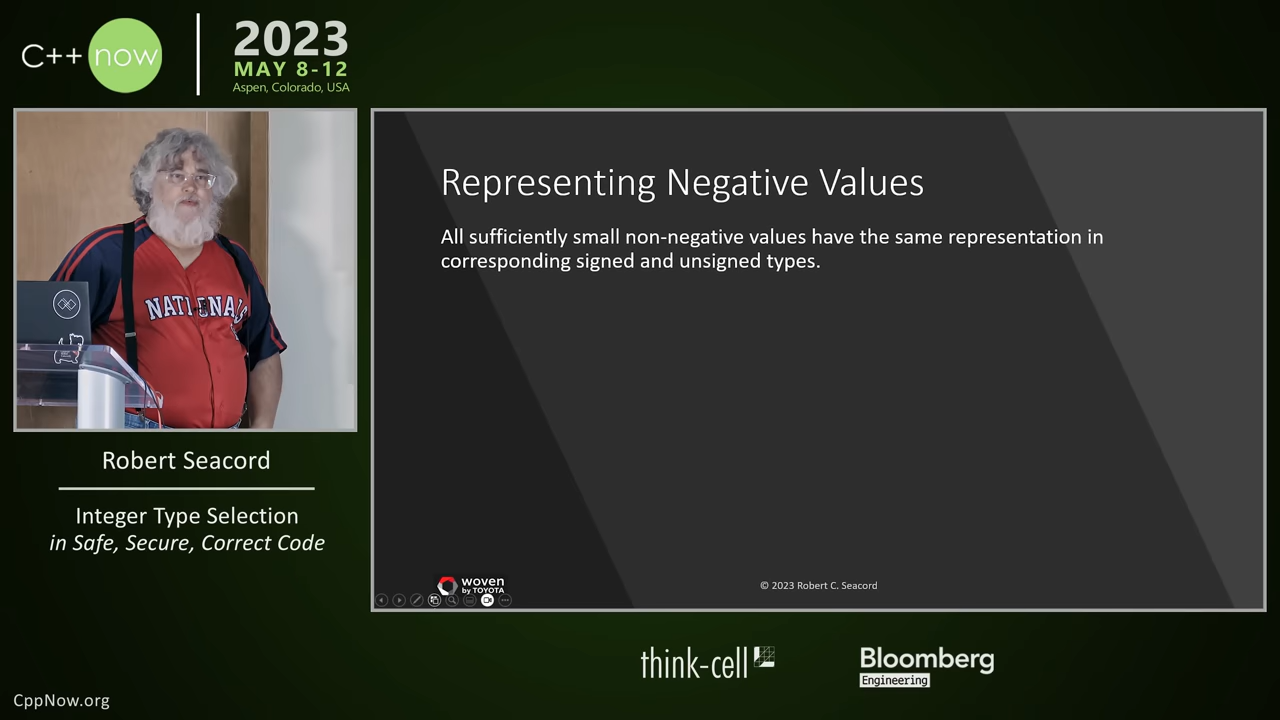 C++ now
2023
MAY 8-12
Aspen, Colorado, USA
NATIONALS
Robert Seacord
Integer Type Selection
in Safe, Secure, Correct Code
Representing Negative Values
All sufficiently small non-negative values have the same representation in
corresponding signed and unsigned types.
woven
by TOYOTA
© 2023 Robert C. Seacord
think-cell
Bloomberg
Engineering
CppNow.org